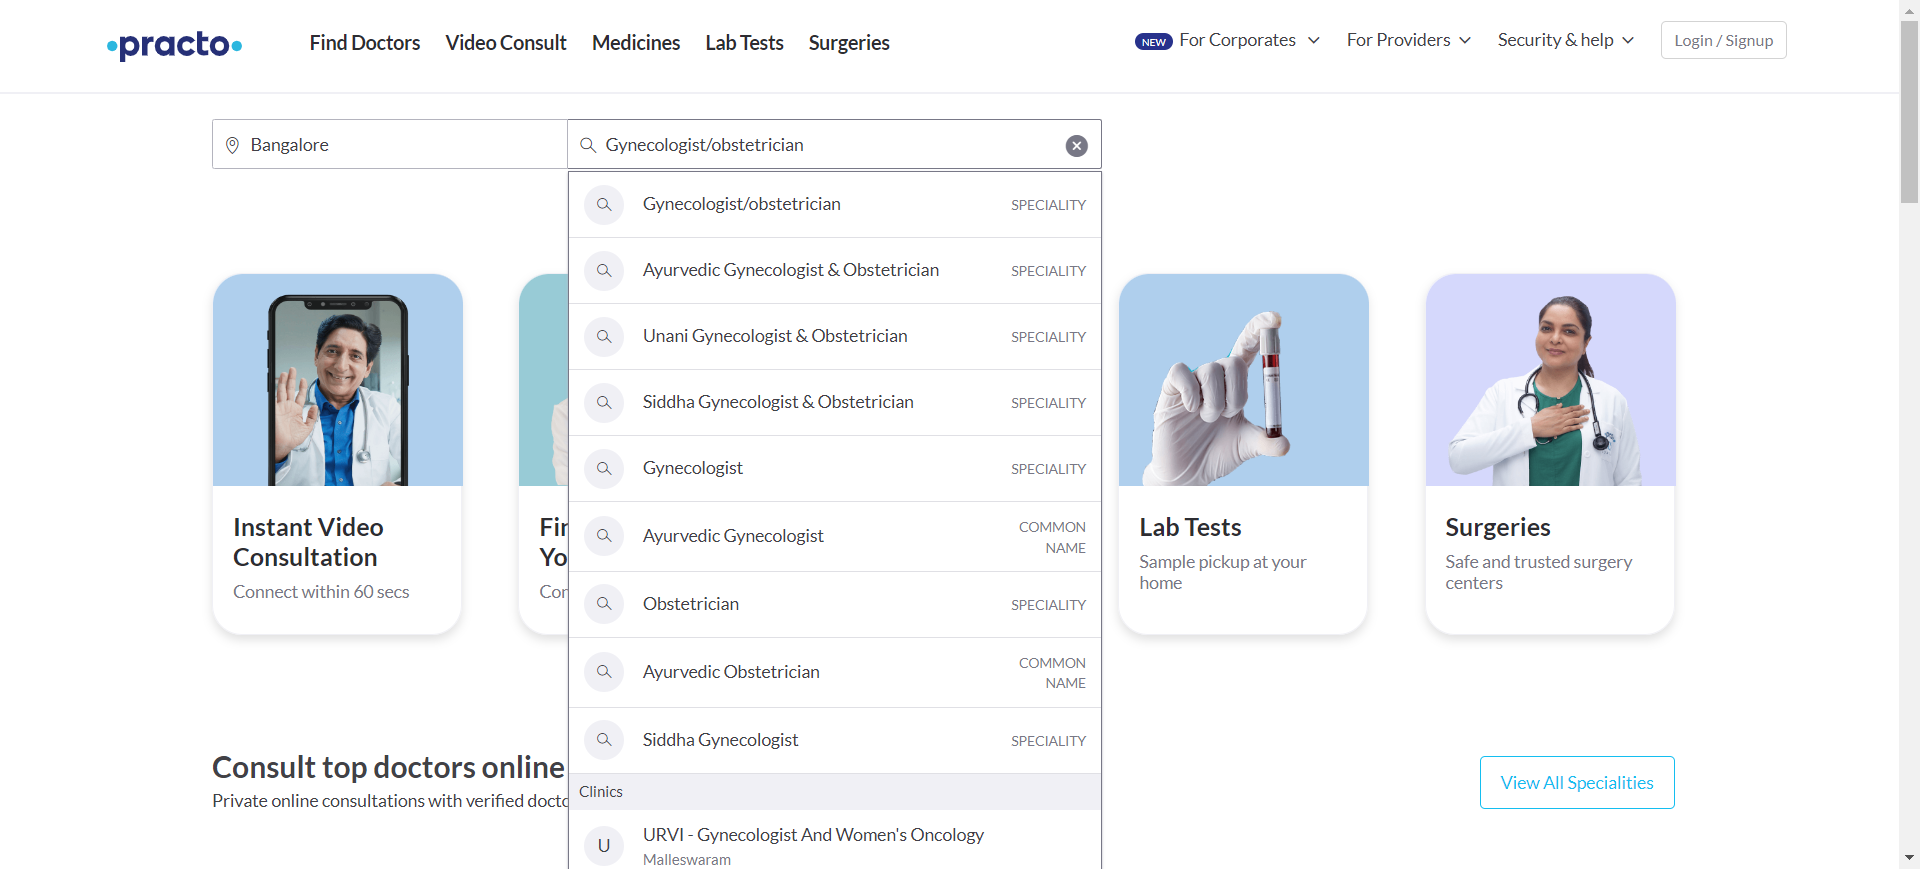 practo
Find Doctors
Video Consult
Medicines
Lab Tests
Surgeries
NEW For Corporates
For Providers
Security & help
Login / Signup
Bangalore
Gynecologist/obstetrician
Gynecologist/obstetrician
SPECIALITY
Ayurvedic Gynecologist & Obstetrician
SPECIALITY
Unani Gynecologist & Obstetrician
SPECIALITY
Siddha Gynecologist & Obstetrician
SPECIALITY
Gynecologist
SPECIALITY
Ayurvedic Gynecologist
COMMON
NAME
Obstetrician
SPECIALITY
Ayurvedic Obstetrician
COMMON
NAME
Siddha Gynecologist
SPECIALITY
Clinics
U
URVI - Gynecologist And Women's Oncology
Malleswaram
Instant Video
Consultation
Connect within 60 secs
Lab Tests
Sample pickup at your
home
Surgeries
Safe and trusted surgery
centers
Consult top doctors online
Private online consultations with verified
View All Specialities